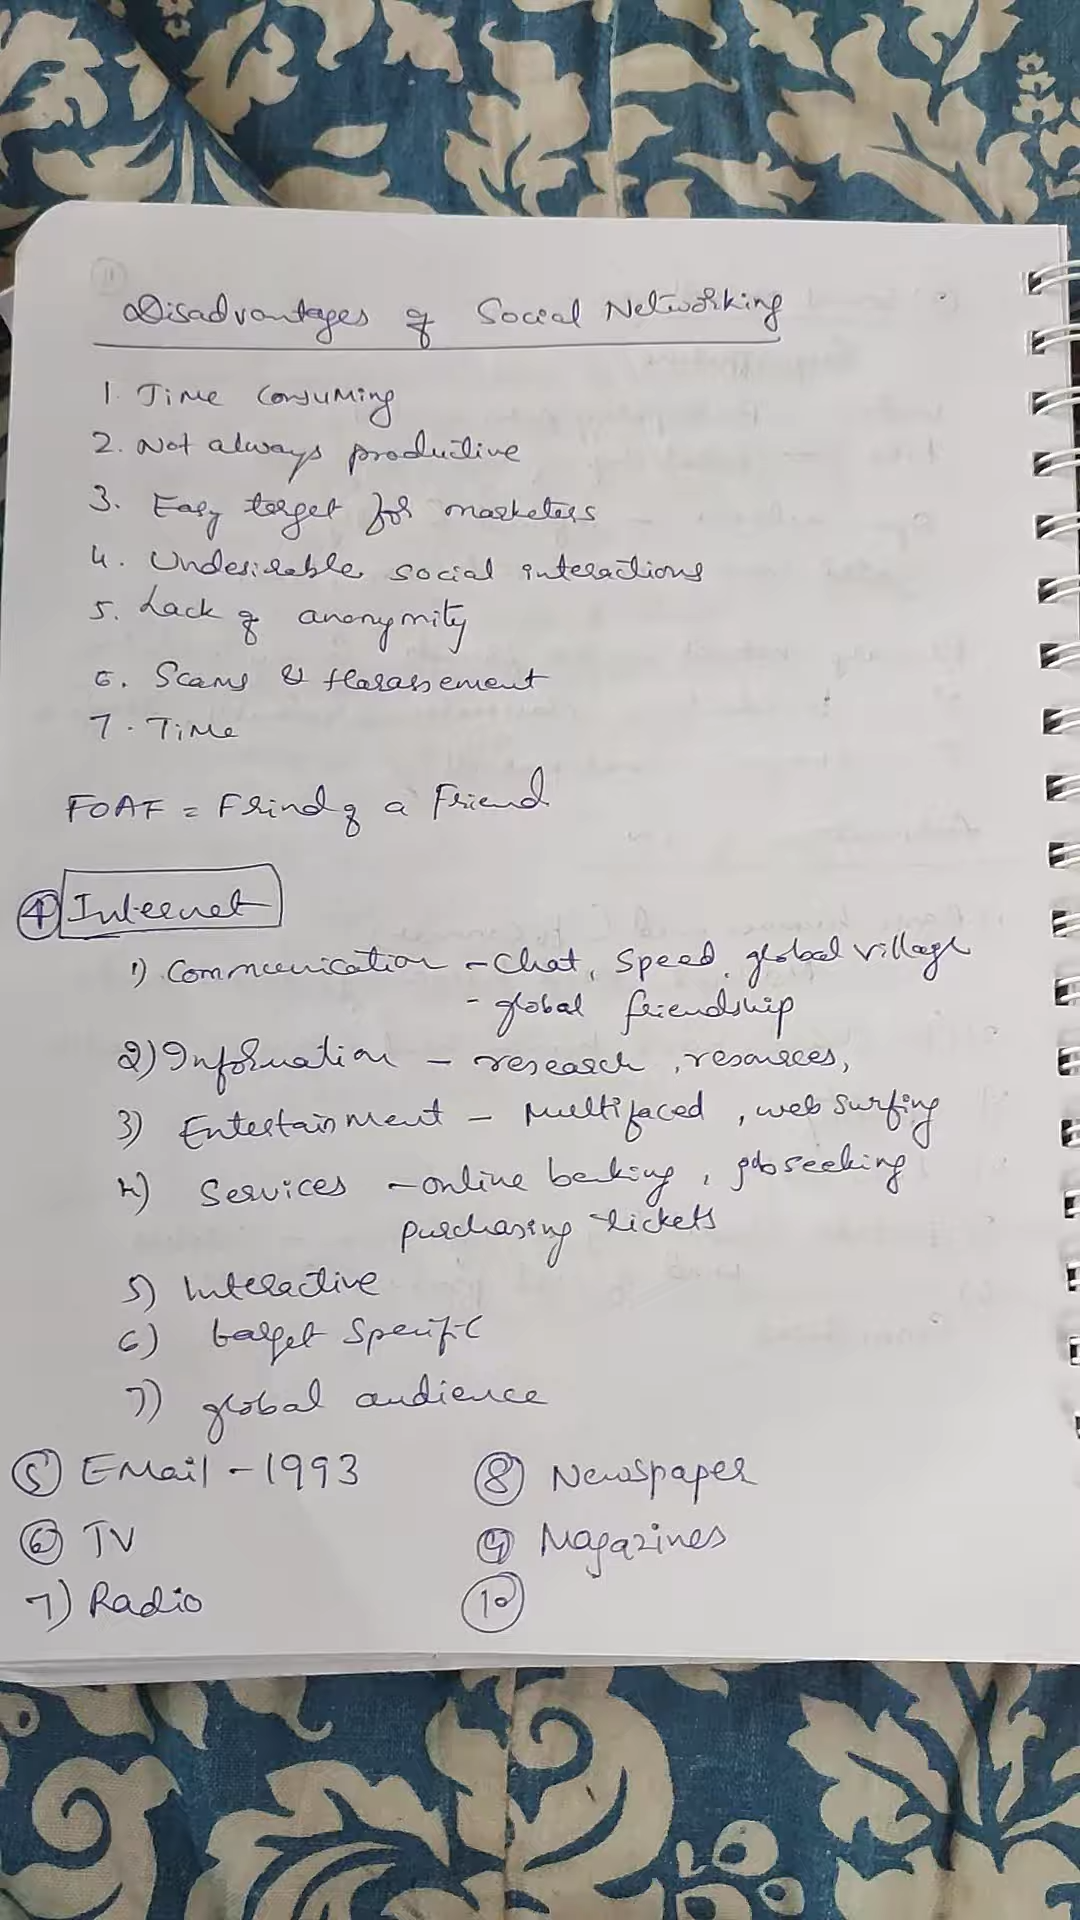 Disadvantages of Social Networking
1. Time Consuming
2. Not always productive
3. Easy target for marketers
4. Undesirable social interactions
5. Lack of anonymity
6. Scams & Harassement
7. Time
FOAF = Frind of a Friend
④ Internet
1) Communication - Chat, Speed, global village
- global friendship
2) Information - research, resources,
3) Entertainment - Multifaced, web surfing
4) Services - online banking, job seeking
purchasing tickets
5) Interactive
6) target Specific
7) global audience
⑤ EMail - 1993
⑥ TV
7) Radio
⑧ Newspaper
⑨ Magazines
⑩